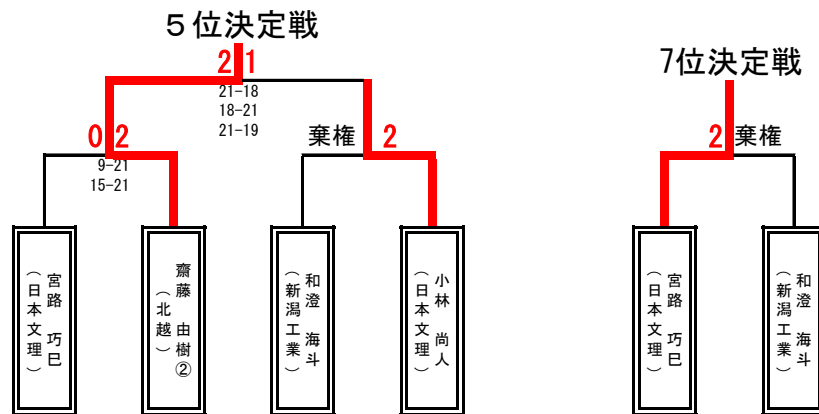 ５位決定戦
2 1
21-18
18-21
21-19
0 2
9-21
15-21
棄権 2
宮路 巧巳
（日本文理）
齋藤 由樹②
（北越）
和澄 海斗
（新潟工業）
小林 尚人
（日本文理）
7位決定戦
2 棄権
宮路 巧巳
（日本文理）
和澄 海斗
（新潟工業）